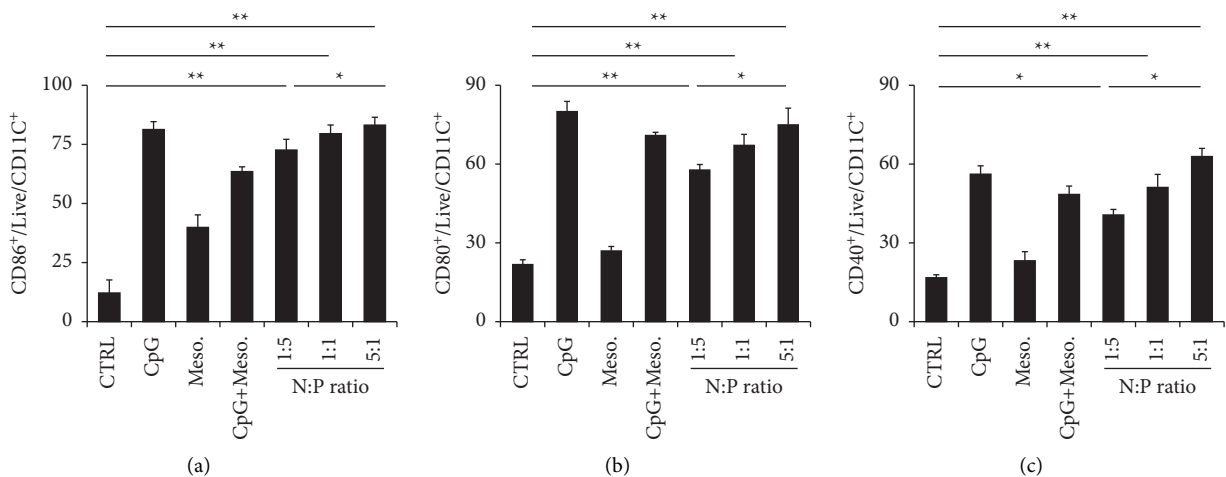 **
**
**
*
CD86+/Live/CD11C+
100
75
50
25
0
CTRL
CpG
Meso.
CpG+Meso.
1:5
1:1
5:1
N:P ratio
(a)
**
**
**
*
CD80+/Live/CD11C+
90
60
30
0
CTRL
CpG
Meso.
CpG+Meso.
1:5
1:1
5:1
N:P ratio
(b)
**
**
*
*
CD40+/Live/CD11C+
90
60
30
0
CTRL
CpG
Meso.
CpG+Meso.
1:5
1:1
5:1
N:P ratio
(c)